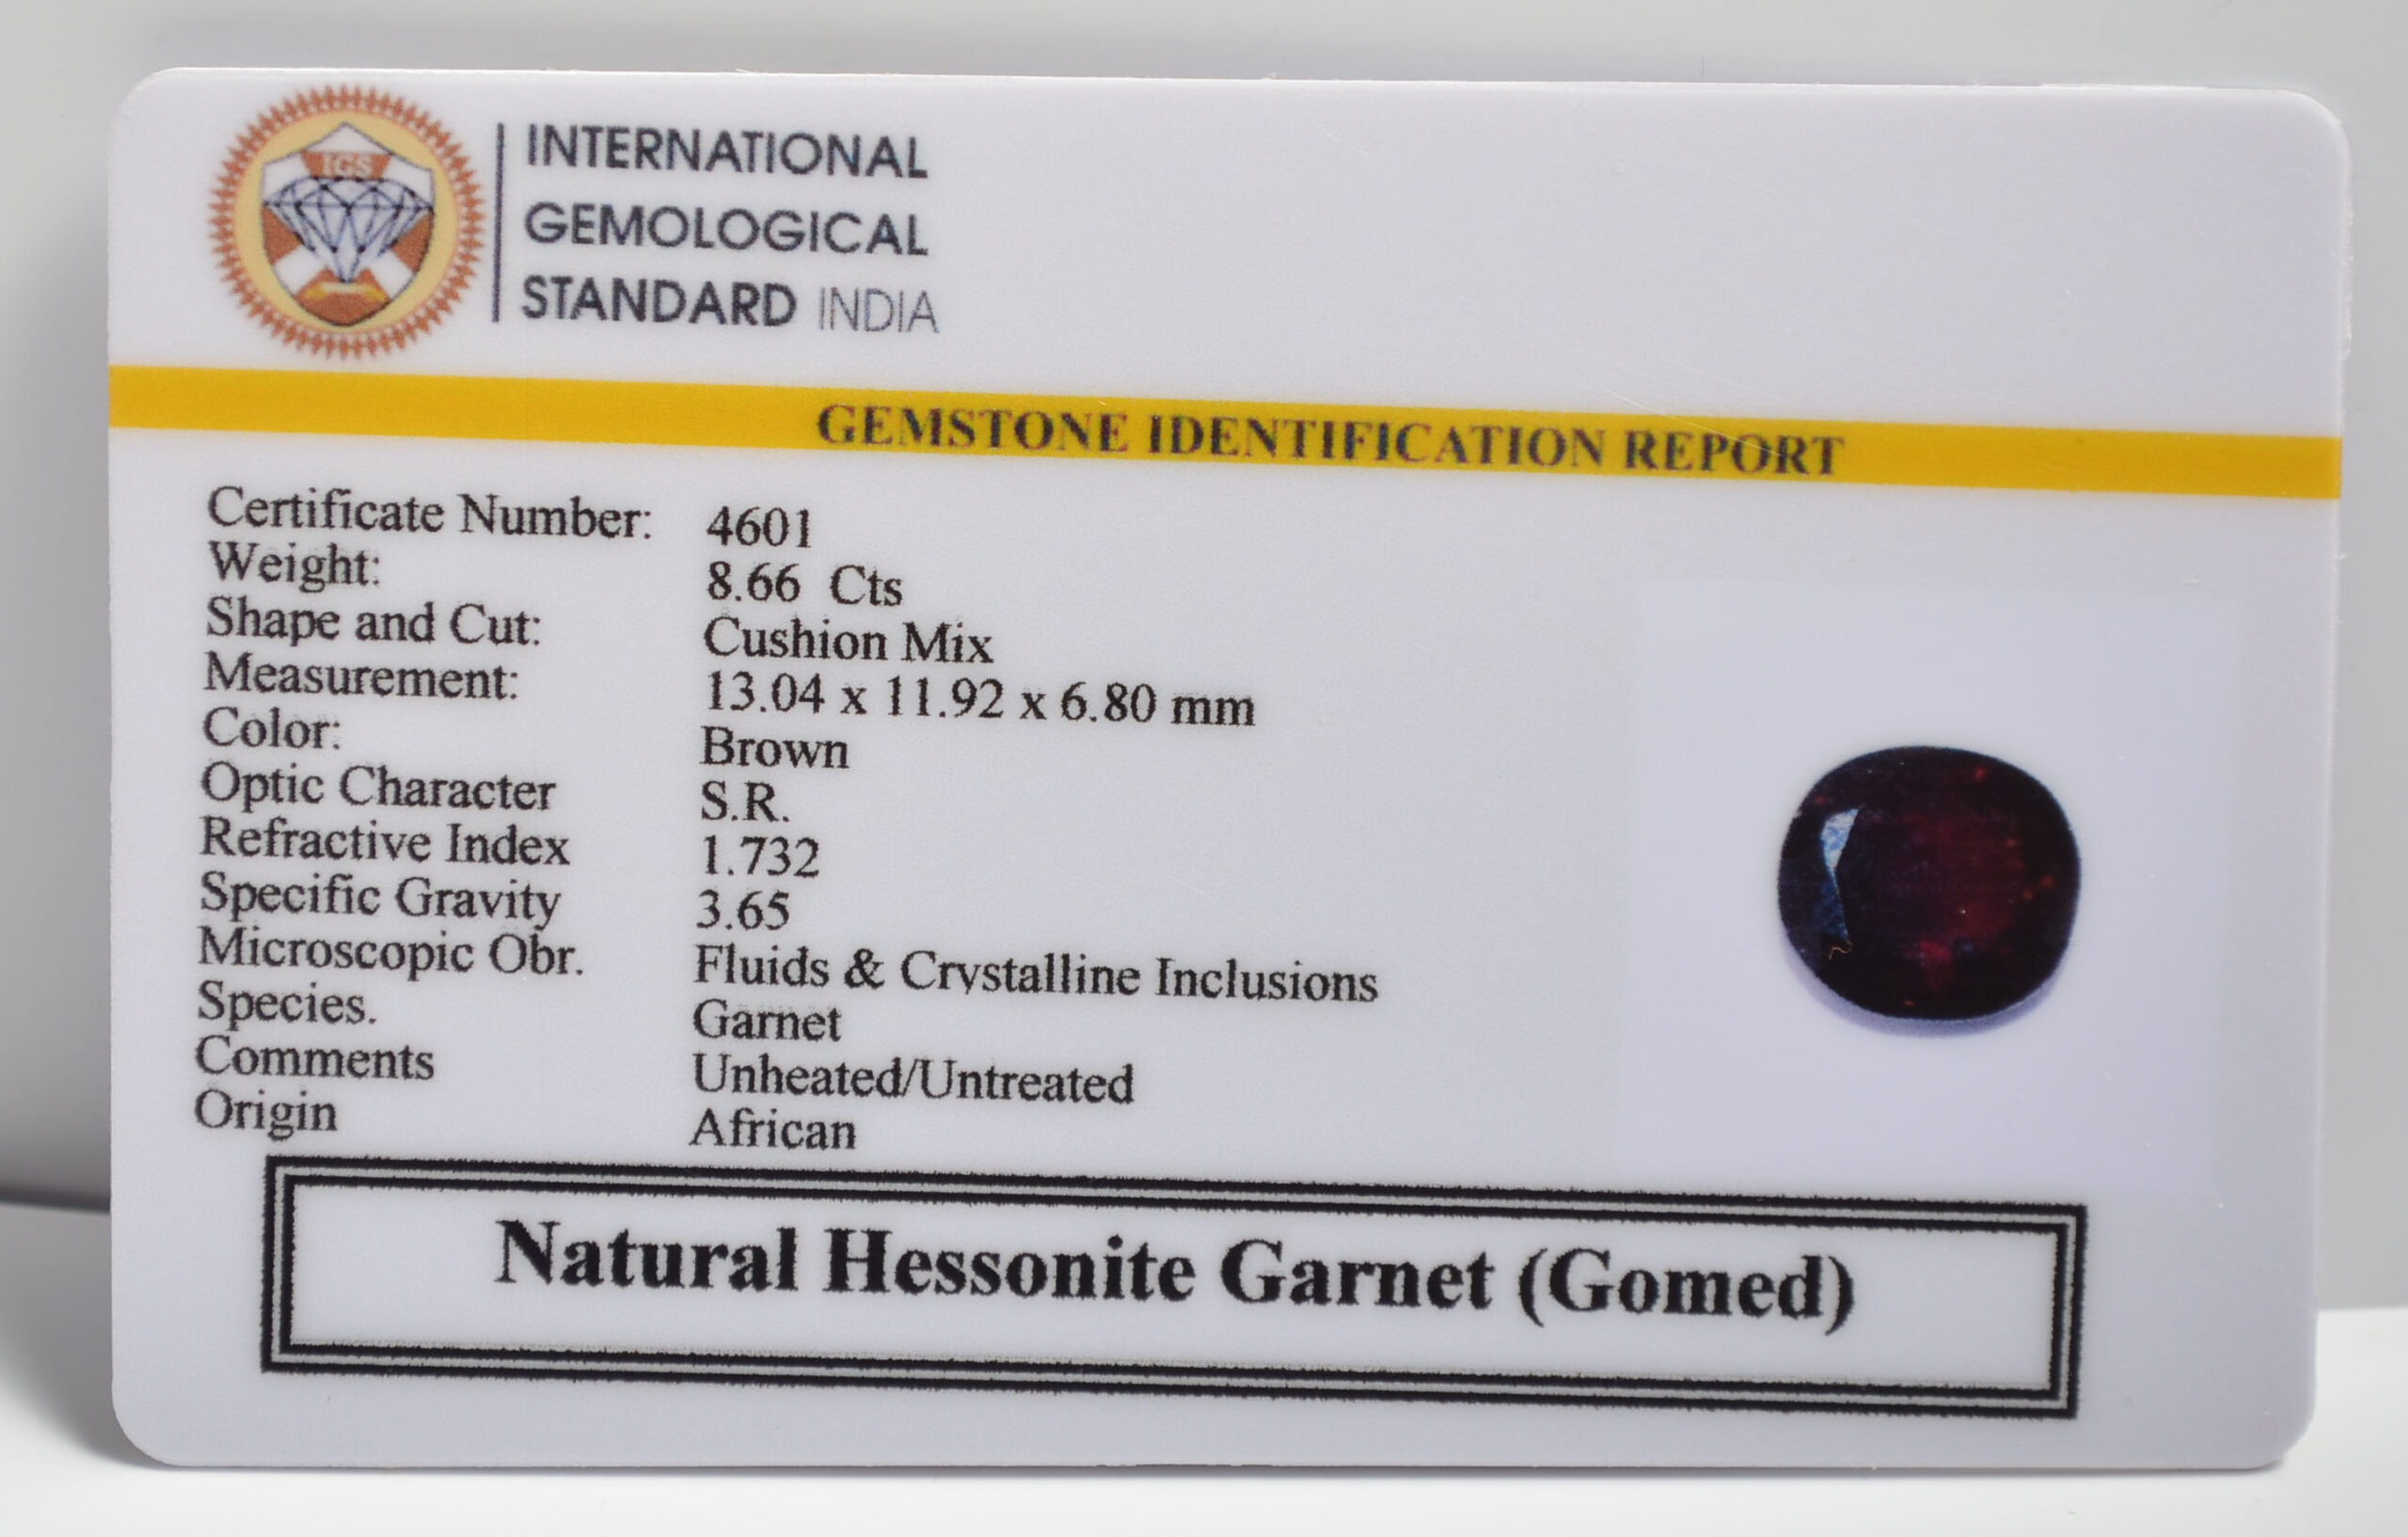 IGS
INTERNATIONAL
GEMOLOGICAL
STANDARD INDIA
GEMSTONE IDENTIFICATION REPORT
Certificate Number: 4601
Weight: 8.66 Cts
Shape and Cut: Cushion Mix
Measurement: 13.04 x 11.92 x 6.80 mm
Color: Brown
Optic Character S.R.
Refractive Index 1.732
Specific Gravity 3.65
Microscopic Obr. Fluids & Crystalline Inclusions
Species. Garnet
Comments Unheated/Untreated
Origin African
Natural Hessonite Garnet (Gomed)